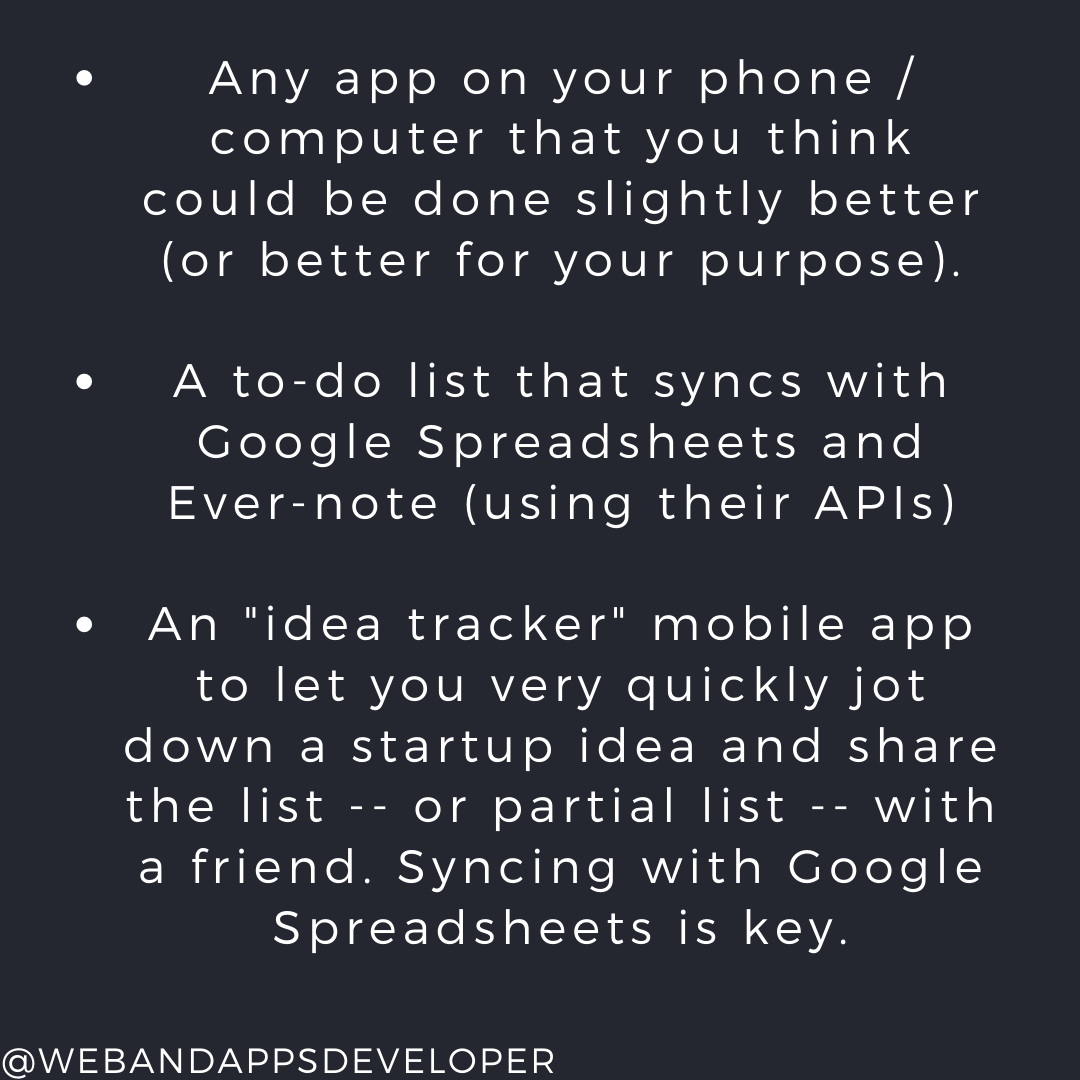 • Any app on your phone /
computer that you think
could be done slightly better
(or better for your purpose).
• A to-do list that syncs with
Google Spreadsheets and
Ever-note (using their APIs)
• An "idea tracker" mobile app
to let you very quickly jot
down a startup idea and share
the list -- or partial list -- with
a friend. Syncing with Google
Spreadsheets is key.
@WEBANDAPPSDEVELOPER